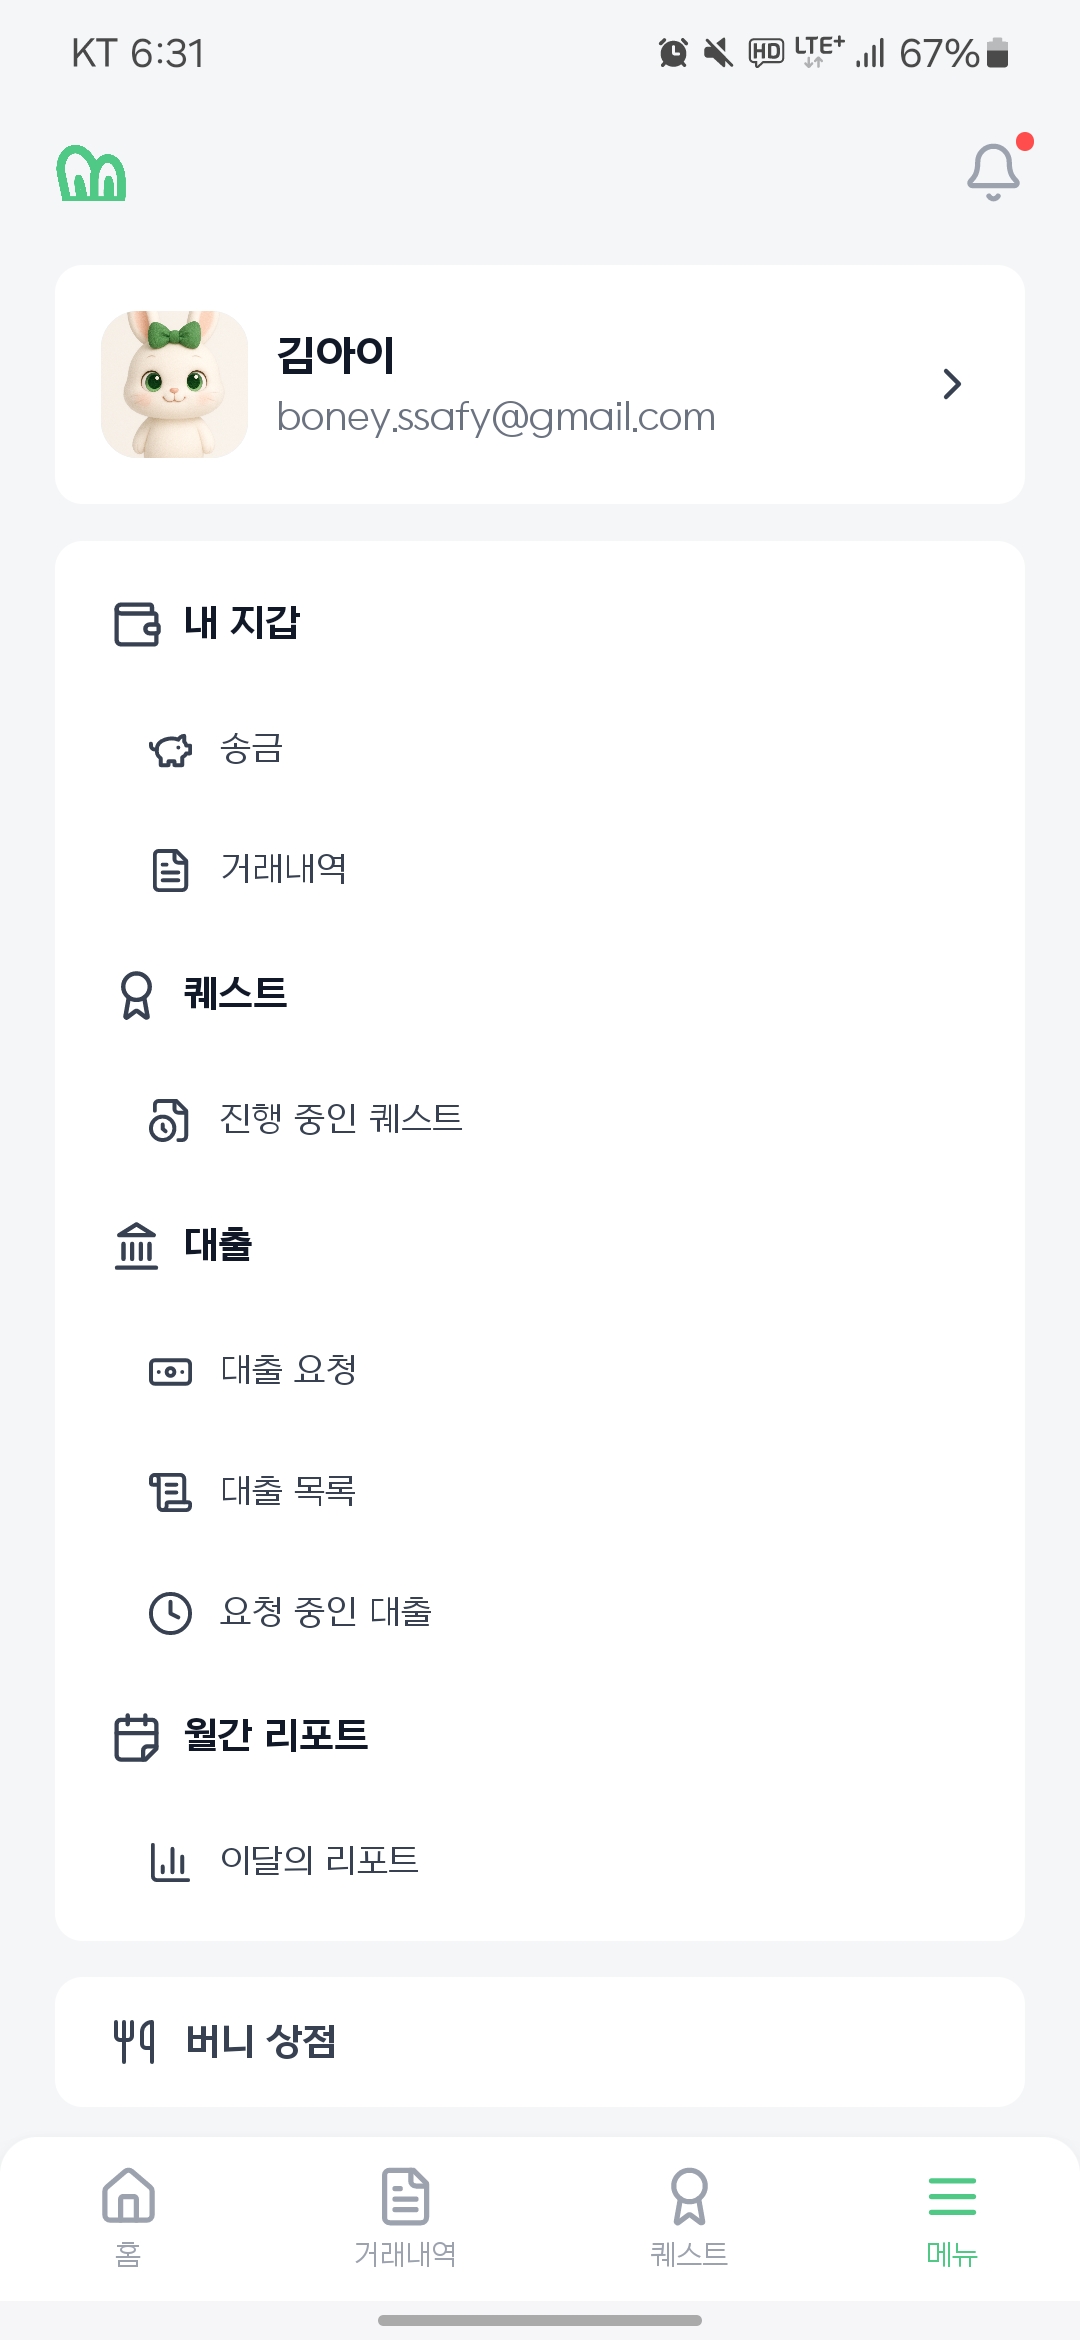 KT 6:31
HD LTE+ 67%
김아이
boney.ssafy@gmail.com
내 지갑
송금
거래내역
퀘스트
진행 중인 퀘스트
대출
대출 요청
대출 목록
요청 중인 대출
월간 리포트
이달의 리포트
버니 상점
홈
거래내역
퀘스트
메뉴